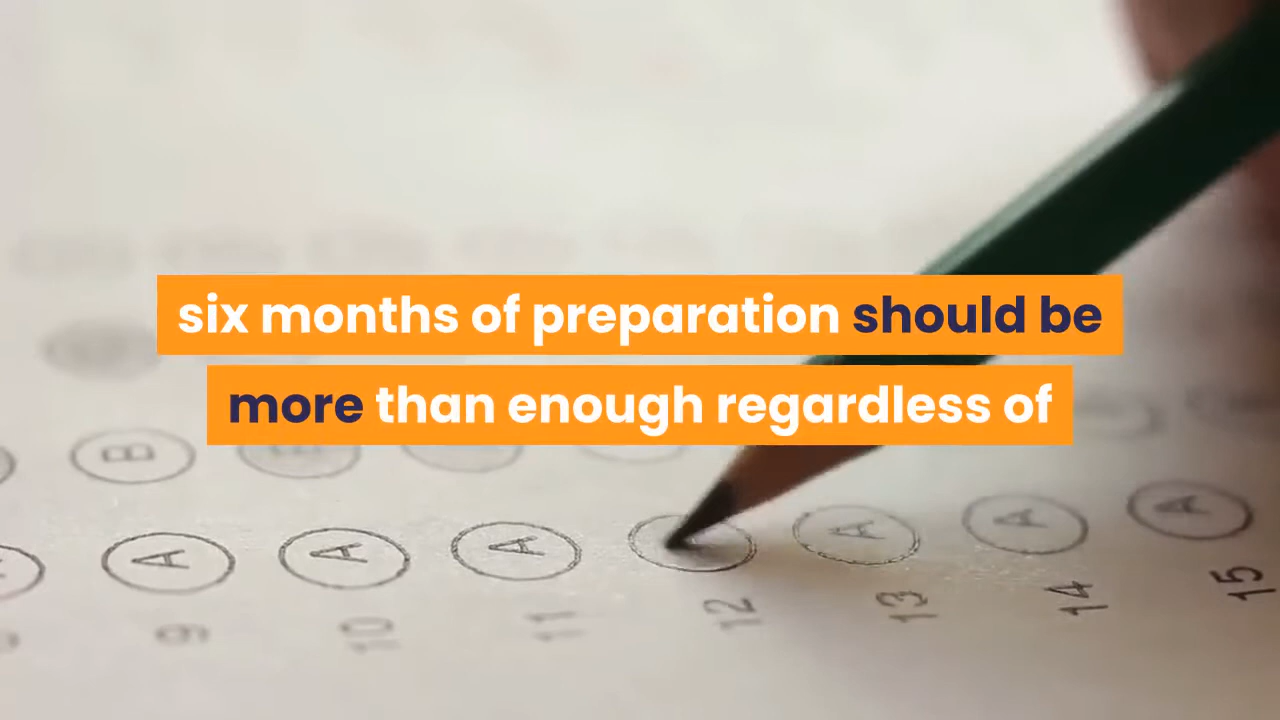 six months of preparation should be
more than enough regardless of
B
A A A A A A
9 10 11 12 13 14 15